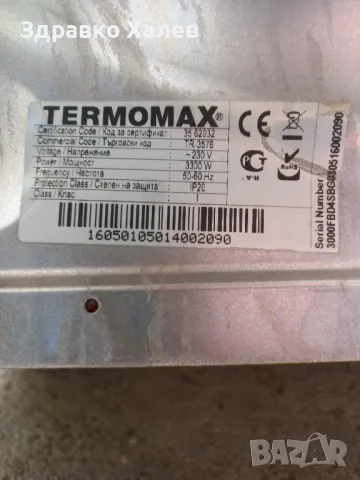 Здравко Халев
TERMOMAX®
Certification Code / Код за сертификат : 35 62032
Commercial Code / Търговски код : TR 3576
Voltage / Напрежение : ~ 230 V
Power / Мощност : 3300 W
Frequency / Честота : 50-60 Hz
Protection Class / Степен на защита : IP20
Class / Клас : I
16050105014002090
CE
Serial Number
bazar